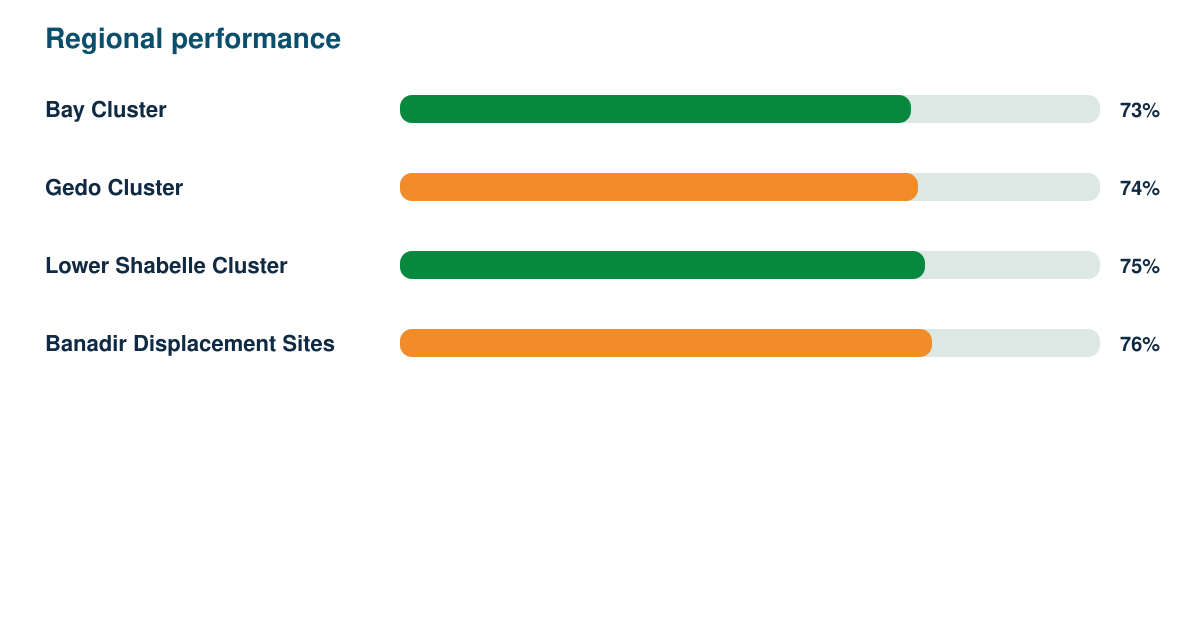 Regional performance
Bay Cluster 73%
Gedo Cluster 74%
Lower Shabelle Cluster 75%
Banadir Displacement Sites 76%